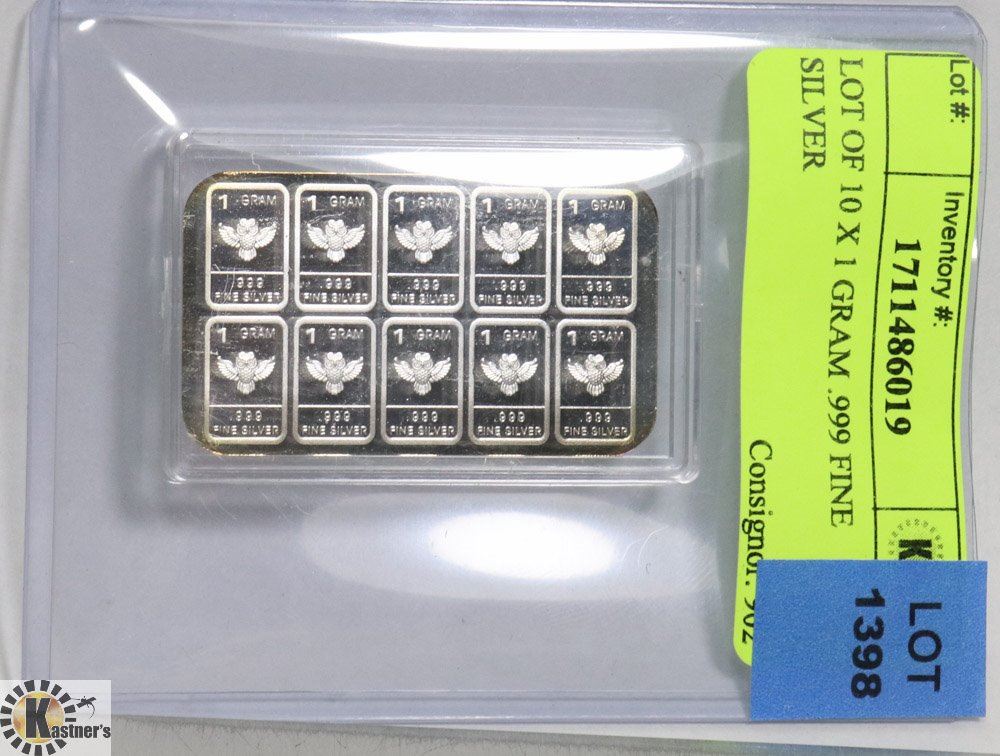 1 GRAM 1 GRAM 1 GRAM 1 GRAM 1 GRAM
.999 .999 .999 .999 .999
FINE SILVER FINE SILVER FINE SILVER FINE SILVER FINE SILVER
1 GRAM 1 GRAM 1 GRAM 1 GRAM 1 GRAM
.999 .999 .999 .999 .999
FINE SILVER FINE SILVER FINE SILVER FINE SILVER FINE SILVER
Lot #:
Inventory #:
17114486019
K
LOT OF 10 X 1 GRAM .999 FINE
SILVER
Consignor:
LOT
1398
Kastner's